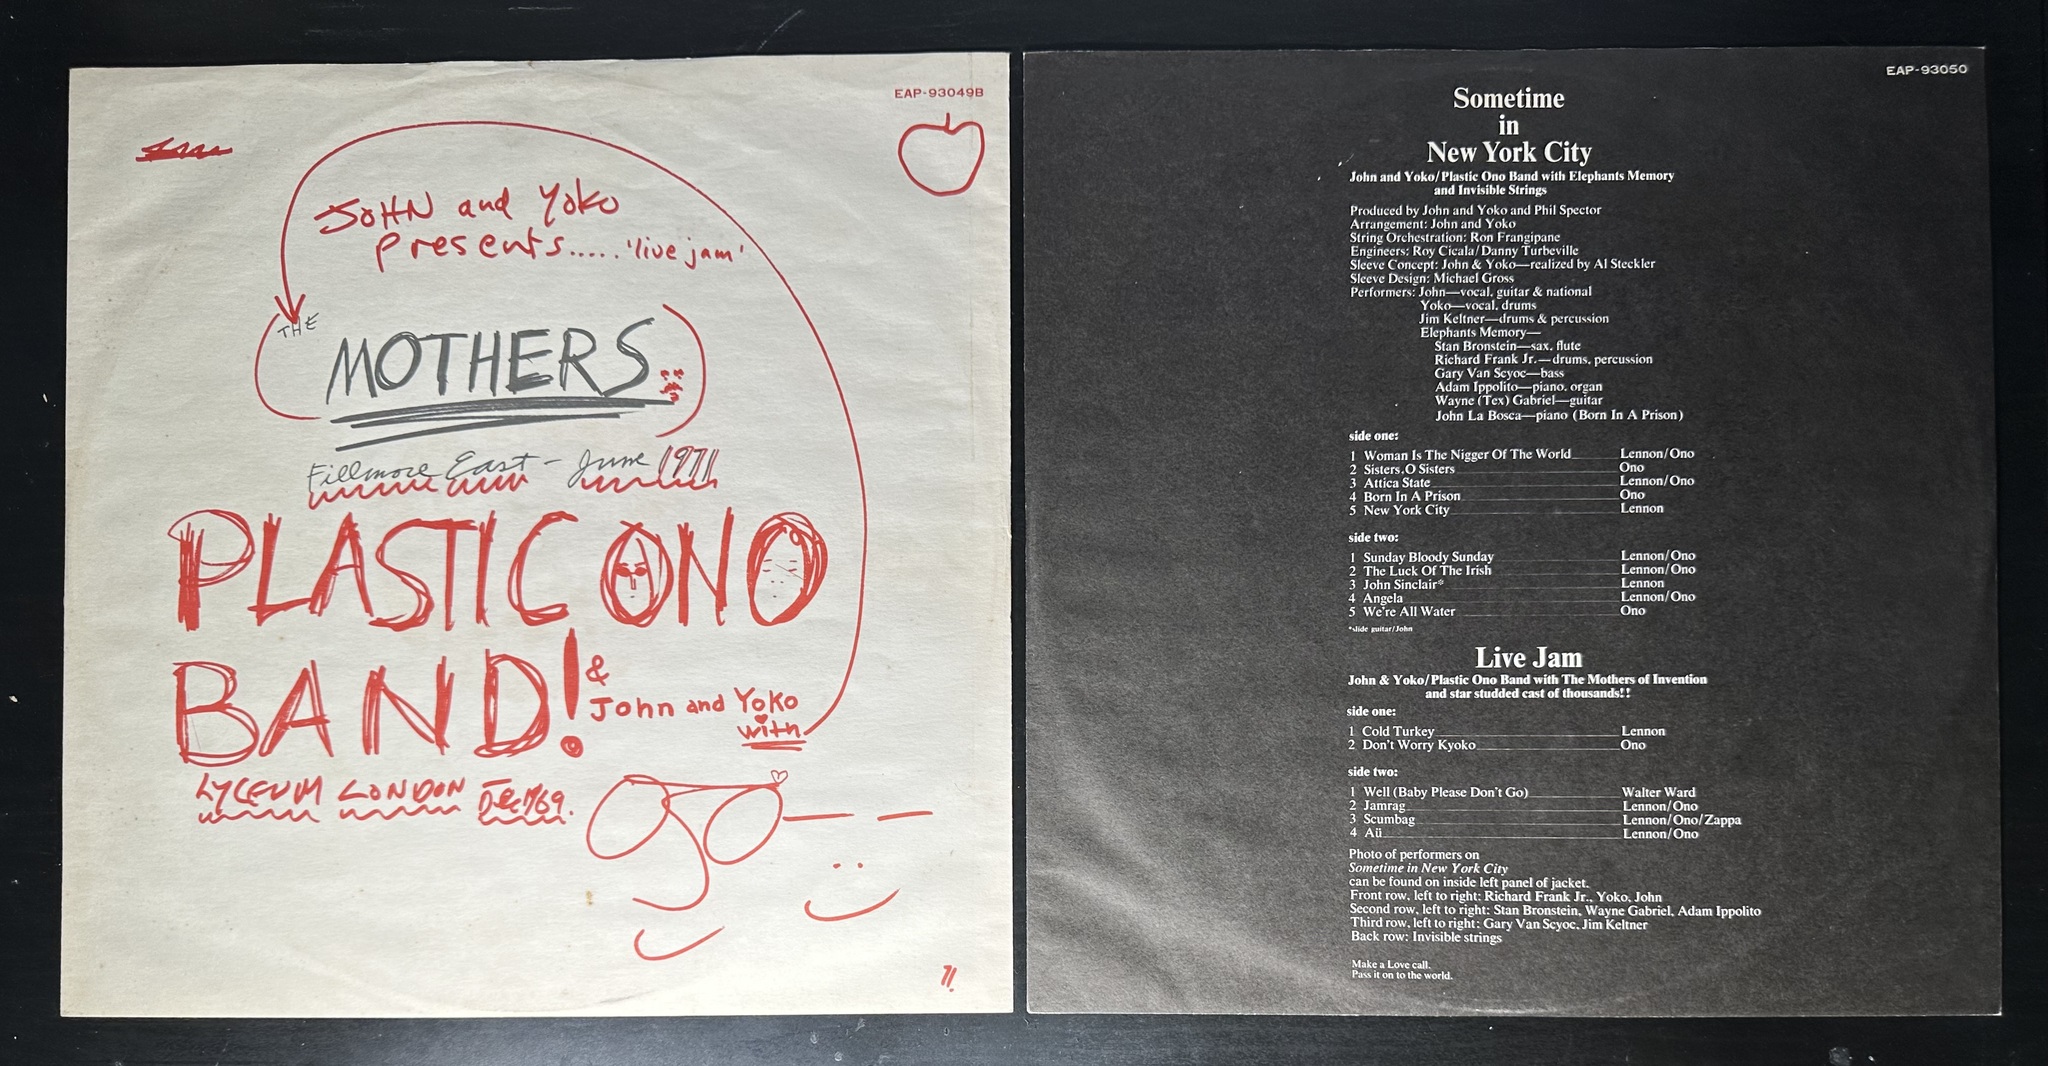 EAP-93049B
JOHN and YOKO
presents..... 'live jam'
THE
MOTHERS
Fillmore East - June 1971
PLASTIC ONO
BAND! &
John and Yoko
with
LYCEUM LONDON DEC 69.
71.
EAP-93050
Sometime
in
New York City
John and Yoko/Plastic Ono Band with Elephants Memory
and Invisible Strings
Produced by John and Yoko and Phil Spector
Arrangement: John and Yoko
String Orchestration: Ron Frangipane
Engineers: Roy Cicala/Danny Turbeville
Sleeve Concept: John & Yoko—realized by Al Steckler
Sleeve Design: Michael Gross
Performers: John—vocal, guitar & national
Yoko—vocal, drums
Jim Keltner—drums & percussion
Elephants Memory—
Stan Bronstein—sax, flute
Richard Frank Jr.—drums, percussion
Gary Van Scyoc—bass
Adam Ippolito—piano, organ
Wayne (Tex) Gabriel—guitar
John La Bosca—piano (Born In A Prison)
side one:
1 Woman Is The Nigger Of The World Lennon/Ono
2 Sisters,O Sisters Ono
3 Attica State Lennon/Ono
4 Born In A Prison Ono
5 New York City Lennon
side two:
1 Sunday Bloody Sunday Lennon/Ono
2 The Luck Of The Irish Lennon/Ono
3 John Sinclair* Lennon
4 Angela Lennon/Ono
5 We're All Water Ono
*slide guitar/John
Live Jam
John & Yoko/Plastic Ono Band with The Mothers of Invention
and star studded cast of thousands!!
side one:
1 Cold Turkey Lennon
2 Don't Worry Kyoko Ono
side two:
1 Well (Baby Please Don't Go) Walter Ward
2 Jamrag Lennon/Ono
3 Scumbag Lennon/Ono/Zappa
4 Aü Lennon/Ono
Photo of performers on
Sometime in New York City
can be found on inside left panel of jacket.
Front row, left to right: Richard Frank Jr., Yoko, John
Second row, left to right: Stan Bronstein, Wayne Gabriel, Adam Ippolito
Third row, left to right: Gary Van Scyoc, Jim Keltner
Back row: Invisible strings
Make a Love call.
Pass it on to the world.